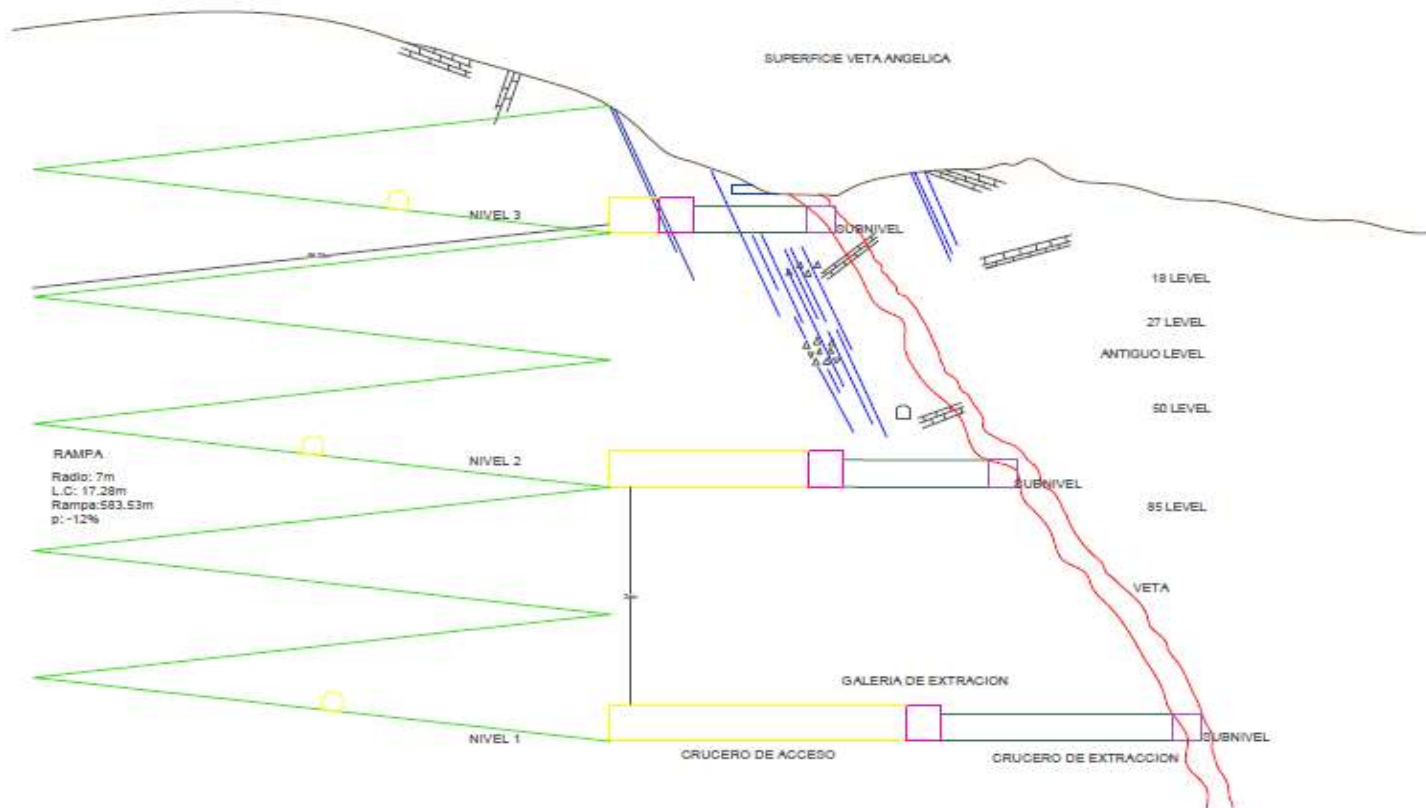 SUPERFICIE VETA ANGELICA
NIVEL 3
SUBNIVEL
18 LEVEL
27 LEVEL
ANTIGUO LEVEL
50 LEVEL
RAMPA
Radio: 7m
L.C: 17.28m
Rampa:583.53m
p: -12%
NIVEL 2
SUBNIVEL
85 LEVEL
VETA
GALERIA DE EXTRACION
NIVEL 1
SUBNIVEL
CRUCERO DE ACCESO
CRUCERO DE EXTRACCION